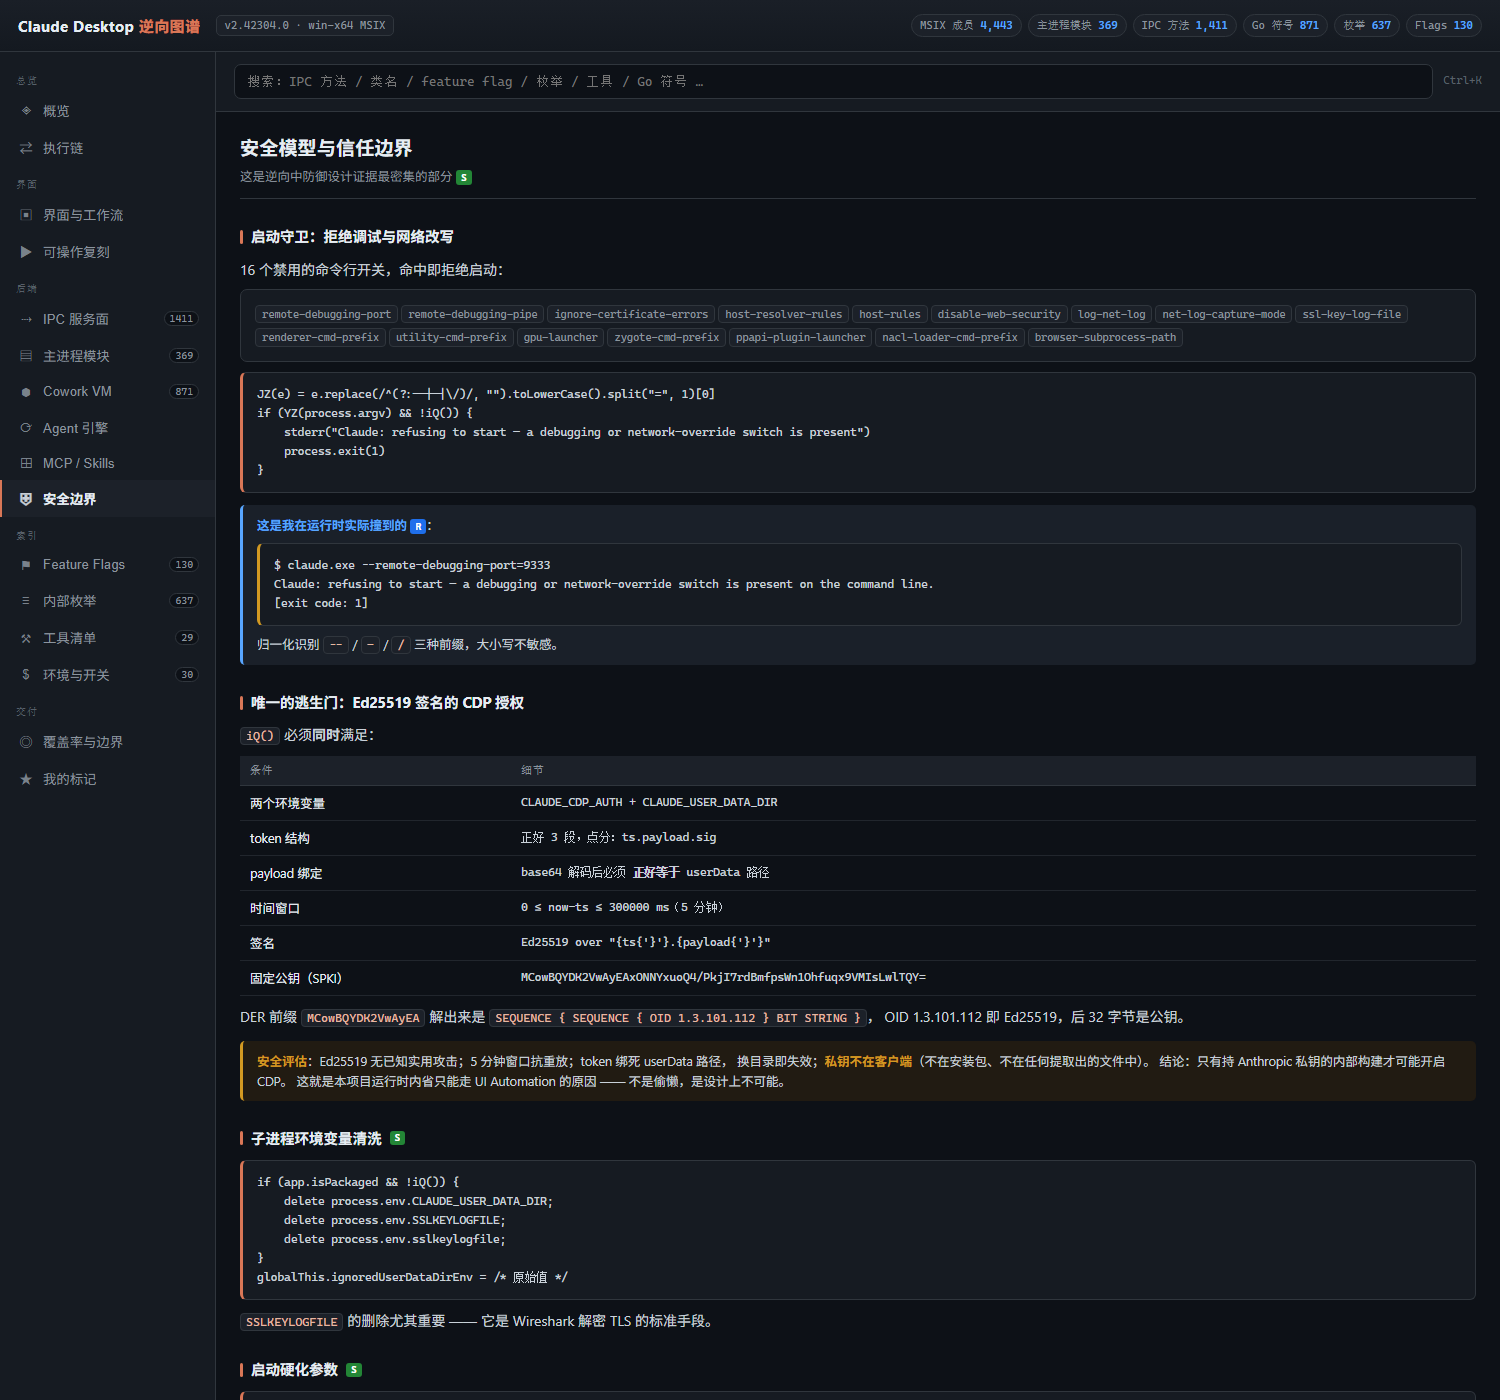 Claude Desktop 逆向图谱
v2.42304.0 · win-x64 MSIX
MSIX 成员 4,443
主进程模块 369
IPC 方法 1,411
Go 符号 871
枚举 637
Flags 130
总览
◈ 概览
⇄ 执行链
界面
▣ 界面与工作流
▶ 可操作复刻
后端
⇢ IPC 服务面 1411
▤ 主进程模块 369
⬢ Cowork VM 871
⟳ Agent 引擎
⊞ MCP / Skills
⛨ 安全边界
索引
⚑ Feature Flags 130
≡ 内部枚举 637
⚒ 工具清单 29
$ 环境与开关 30
交付
◎ 覆盖率与边界
★ 我的标记
搜索: IPC 方法 / 类名 / feature flag / 枚举 / 工具 / Go 符号 …
Ctrl+K
安全模型与信任边界
这是逆向中防御设计证据最密集的部分 S
启动守卫：拒绝调试与网络改写
16 个禁用的命令行开关，命中即拒绝启动：
remote-debugging-port remote-debugging-pipe ignore-certificate-errors host-resolver-rules host-rules disable-web-security log-net-log net-log-capture-mode ssl-key-log-file
renderer-cmd-prefix utility-cmd-prefix gpu-launcher zygote-cmd-prefix ppapi-plugin-launcher nacl-loader-cmd-prefix browser-subprocess-path
JZ(e) = e.replace(/^(?:--|-|\/)/, "").toLowerCase().split("=", 1)[0]
if (YZ(process.argv) && !iQ()) {
stderr("Claude: refusing to start — a debugging or network-override switch is present")
process.exit(1)
}
这是我在运行时实际撞到的 R：
$ claude.exe --remote-debugging-port=9333
Claude: refusing to start — a debugging or network-override switch is present on the command line.
[exit code: 1]
归一化识别 -- / - / / 三种前缀，大小写不敏感。
唯一的逃生门：Ed25519 签名的 CDP 授权
iQ() 必须同时满足：
条件 细节
两个环境变量 CLAUDE_CDP_AUTH + CLAUDE_USER_DATA_DIR
token 结构 正好 3 段，点分: ts.payload.sig
payload 绑定 base64 解码后必须 正好等于 userData 路径
时间窗口 0 ≤ now-ts ≤ 300000 ms（5 分钟）
签名 Ed25519 over "{ts{'}'}.{payload{'}'}"
固定公钥（SPKI） MCowBQYDK2VwAyEAxONNYxuoQ4/PkjI7rdBmfpsWn1Ohfuqx9VMIsLwlTQY=
DER 前缀 MCowBQYDK2VwAyEA 解出来是 SEQUENCE { SEQUENCE { OID 1.3.101.112 } BIT STRING }， OID 1.3.101.112 即 Ed25519，后 32 字节是公钥。
安全评估：Ed25519 无已知实用攻击；5 分钟窗口抗重放；token 绑死 userData 路径， 换目录即失效；私钥不在客户端（不在安装包、不在任何提取出的文件中）。 结论：只有持 Anthropic 私钥的内部构建才可能开启
CDP。 这就是本项目运行时内省只能走 UI Automation 的原因 —— 不是偷懒，是设计上不可能。
子进程环境变量清洗 S
if (app.isPackaged && !iQ()) {
delete process.env.CLAUDE_USER_DATA_DIR;
delete process.env.SSLKEYLOGFILE;
delete process.env.sslkeylogfile;
}
globalThis.ignoredUserDataDirEnv = /* 原始值 */
SSLKEYLOGFILE 的删除尤其重要 —— 它是 Wireshark 解密 TLS 的标准手段。
启动硬化参数 S